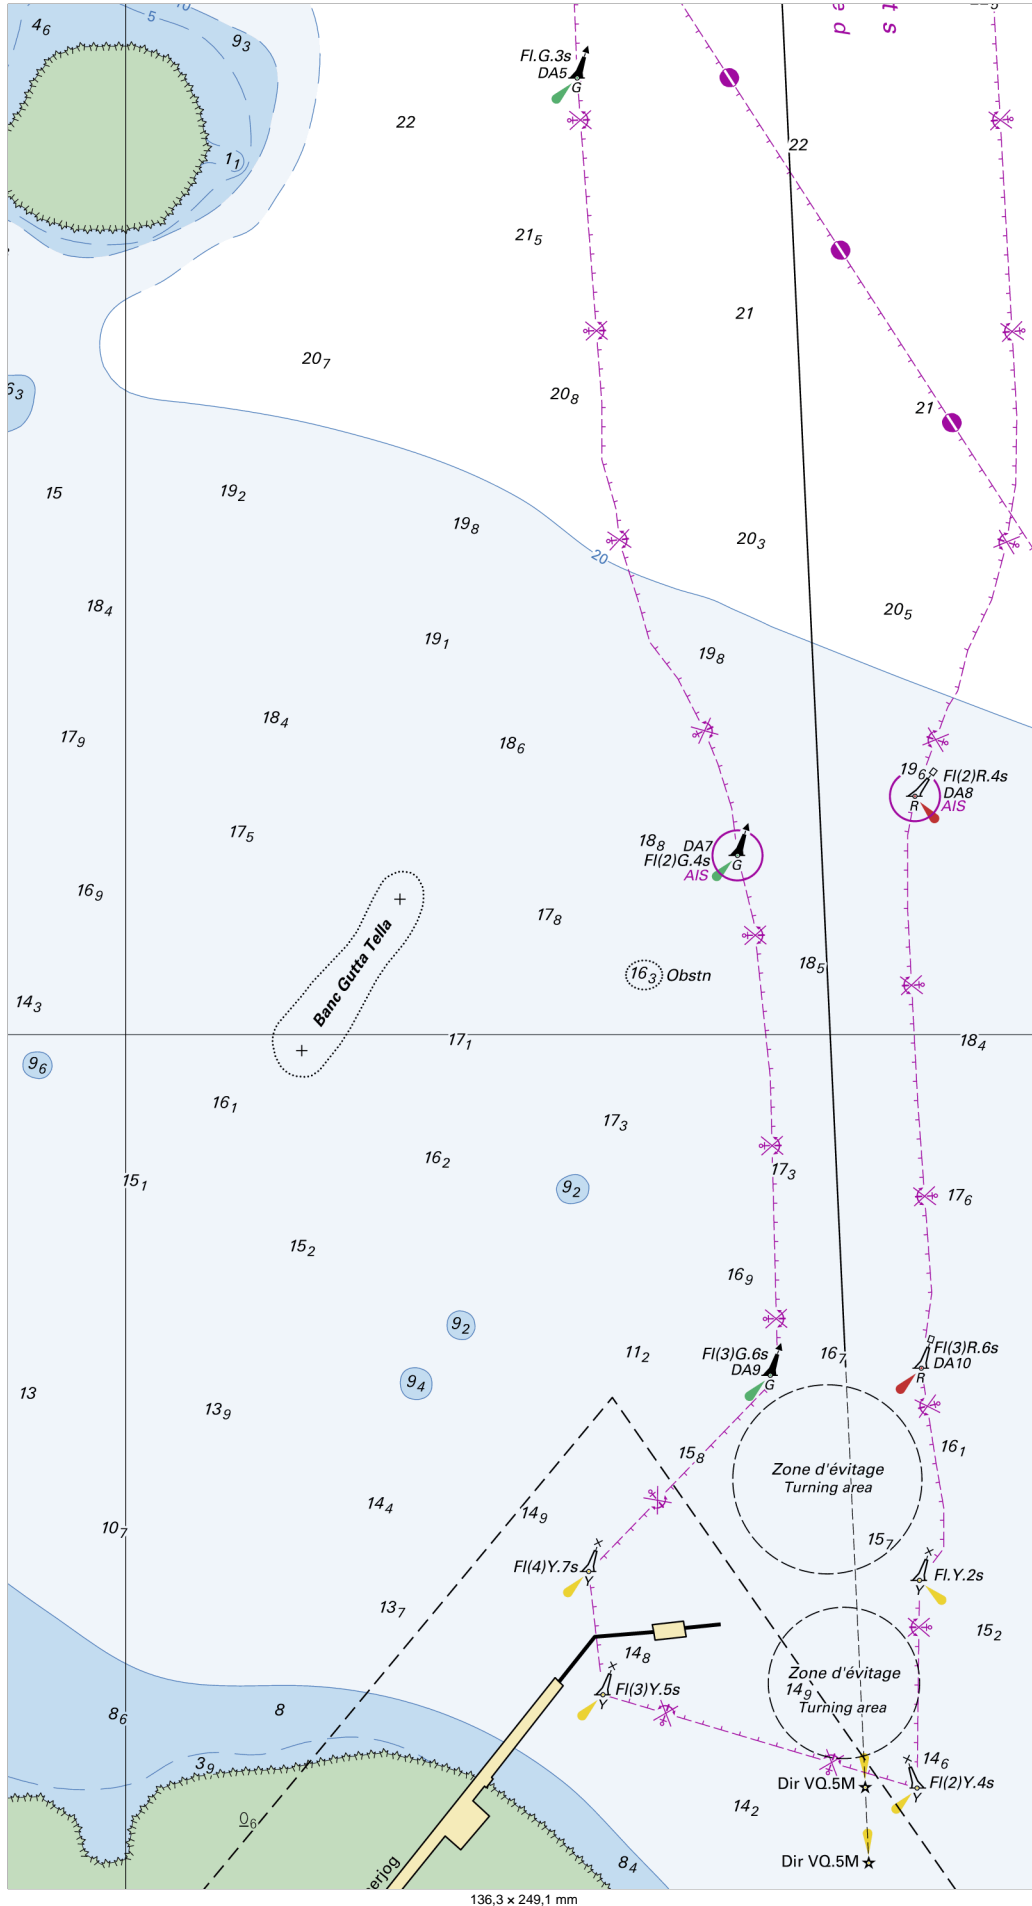 4₆
5
10
9₃
Fl.G.3s
DA5
G
d
e
s
t
22
1₁
22
21₅
21
20₇
20₈
21
15
19₂
19₈
20₃
20
20₅
18₄
19₁
19₈
18₄
17₉
18₆
19₆
Fl(2)R.4s
DA8
AIS
R
17₅
18₈
DA7
Fl(2)G.4s
AIS
G
16₉
17₈
Banc Gutta Tella
18₅
16₃ Obstn
14₃
17₁
18₄
9₆
16₁
17₃
16₂
17₃
15₁
9₂
17₆
15₂
16₉
9₂
11₂
Fl(3)G.6s
DA9
G
16₇
Fl(3)R.6s
DA10
R
9₄
13
13₉
15₈
16₁
Zone d'évitage
Turning area
14₄
14₉
10₇
15₇
Fl(4)Y.7s
Y
Fl.Y.2s
Y
13₇
15₂
14₈
Zone d'évitage
14₉
Turning area
Fl(3)Y.5s
Y
8₆
8
3₉
14₆
Dir VQ.5M
Fl(2)Y.4s
Y
0₆
14₂
8₄
Dir VQ.5M
erjog
136,3 × 249,1 mm